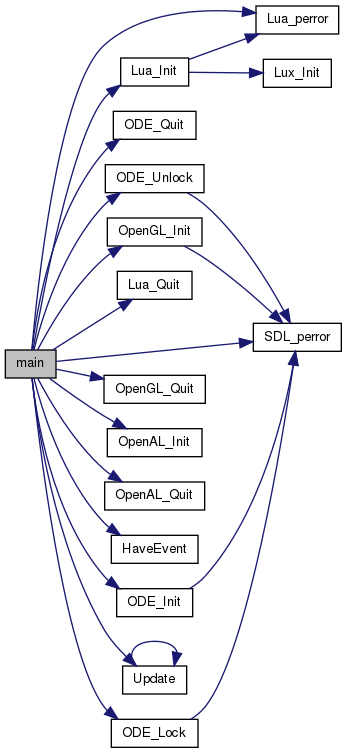 Lua_perror
Lua_Init
Lux_Init
ODE_Quit
ODE_Unlock
OpenGL_Init
Lua_Quit
SDL_perror
main
OpenGL_Quit
OpenAL_Init
OpenAL_Quit
HaveEvent
ODE_Init
Update
ODE_Lock